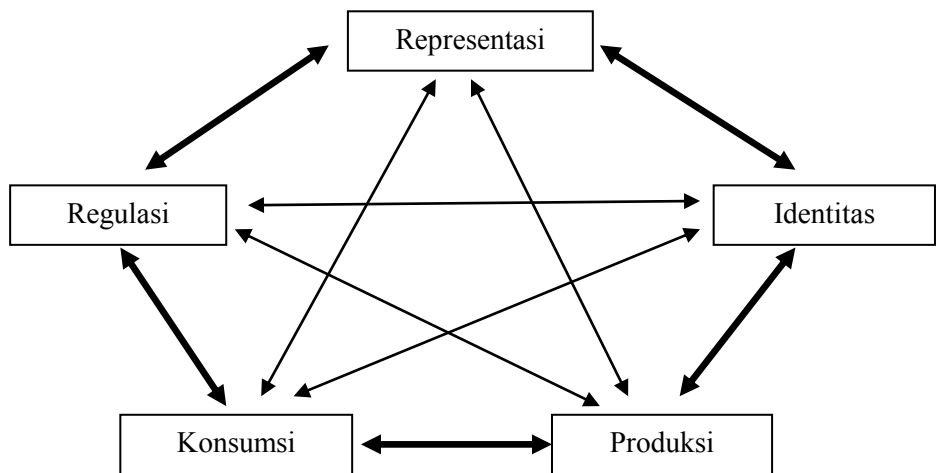 Representasi
Regulasi
Identitas
Konsumsi
Produksi